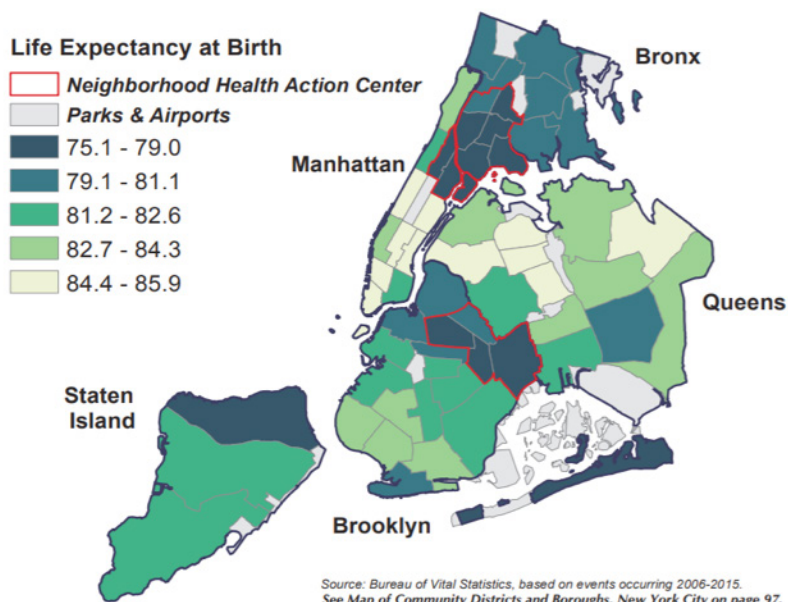 Life Expectancy at Birth
Neighborhood Health Action Center
Parks & Airports
75.1 - 79.0
79.1 - 81.1
81.2 - 82.6
82.7 - 84.3
84.4 - 85.9
Bronx
Manhattan
Queens
Staten
Island
Brooklyn
Source: Bureau of Vital Statistics, based on events occurring 2006-2015.
See Map of Community Districts and Boroughs, New York City on page 97.